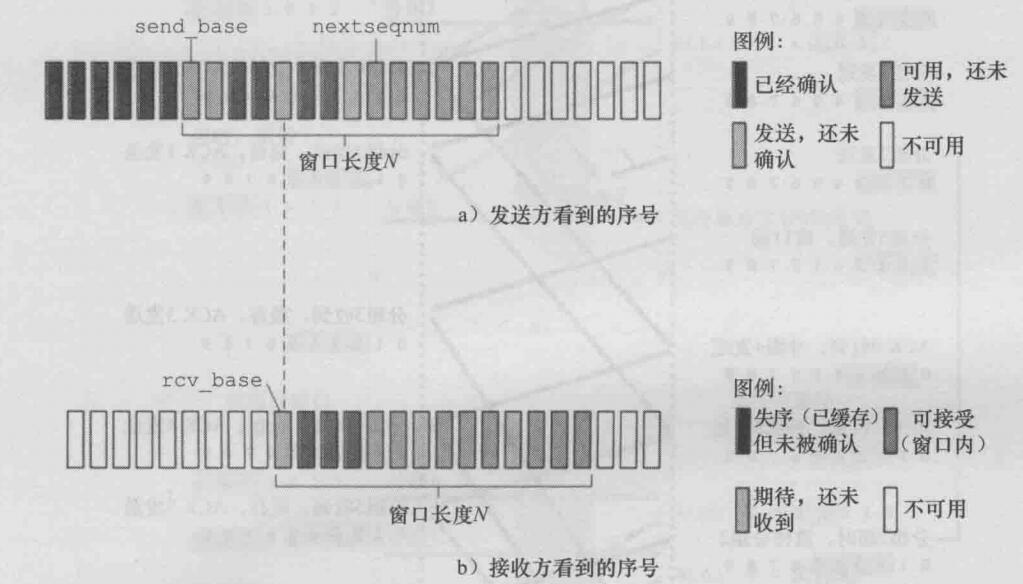 send_base
nextseqnum
图例:
已经确认
可用，还未
发送
发送，还未
确认
不可用
窗口长度N
a）发送方看到的序号
rcv_base
图例:
失序（已缓存）
但未被确认
可接受
（窗口内）
期待，还未
收到
不可用
窗口长度N
b）接收方看到的序号